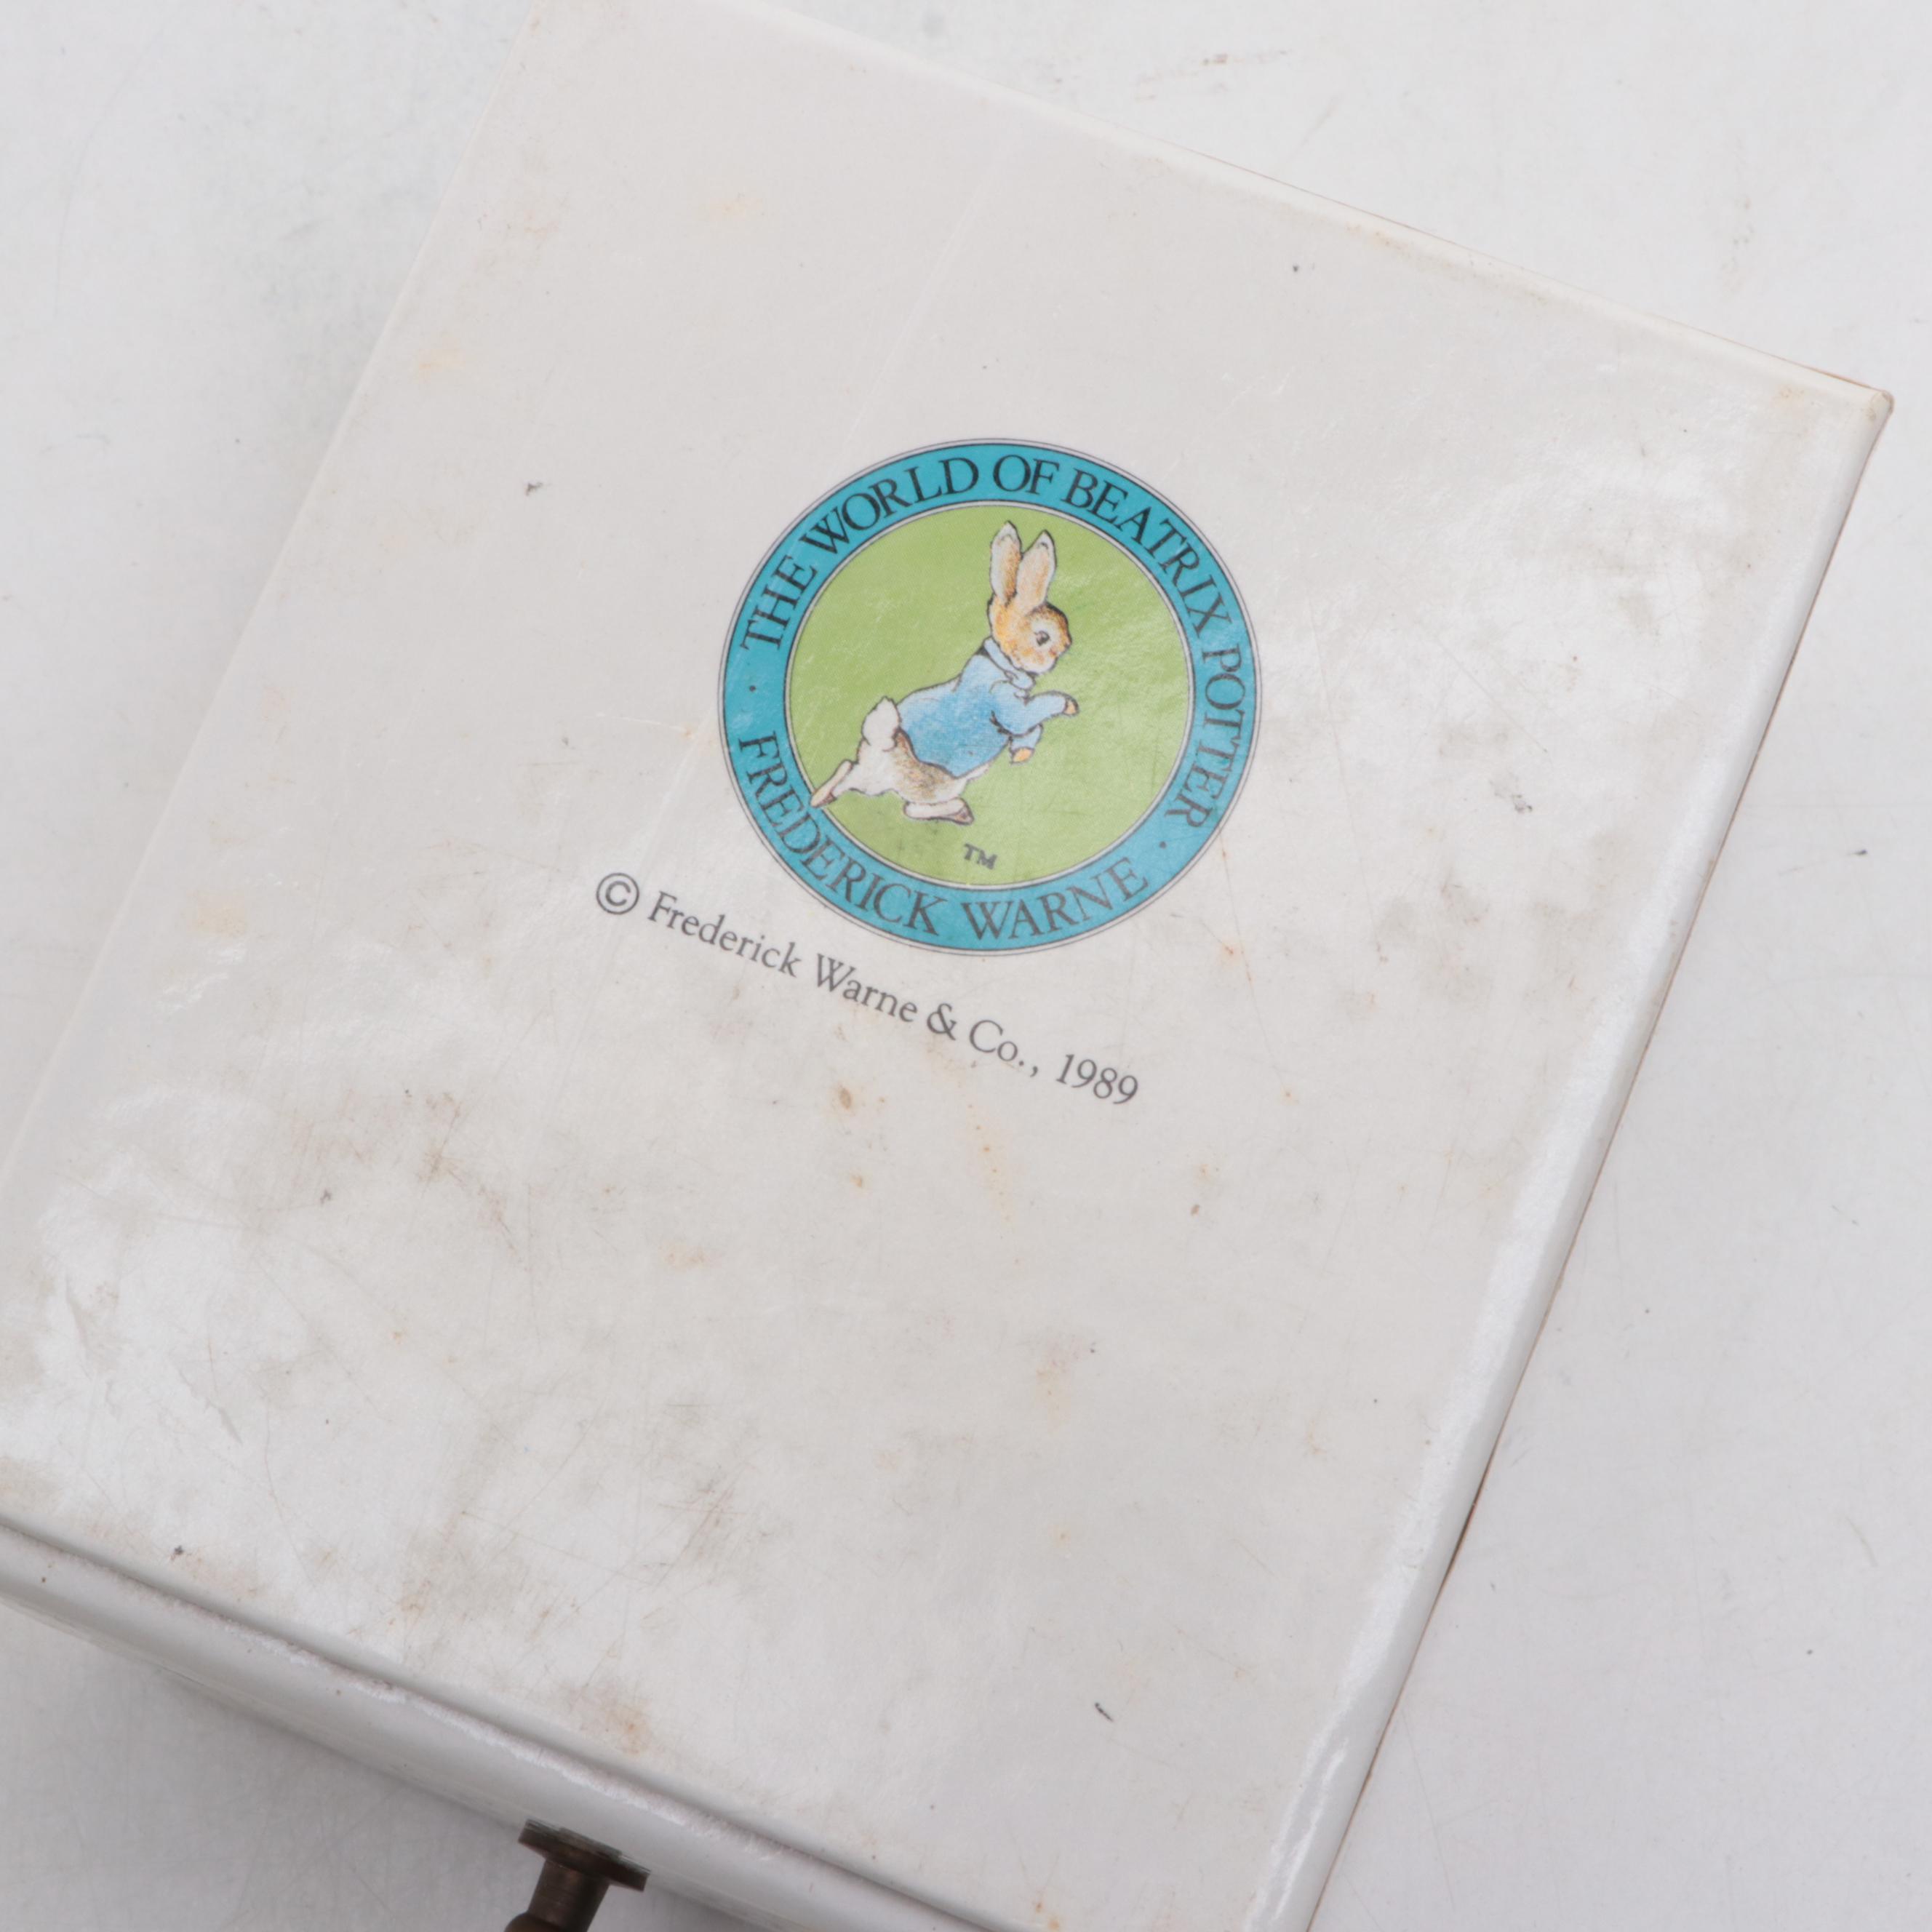 THE WORLD OF BEATRIX POTTER ·
FREDERICK WARNE ·
TM
© Frederick Warne & Co., 1989